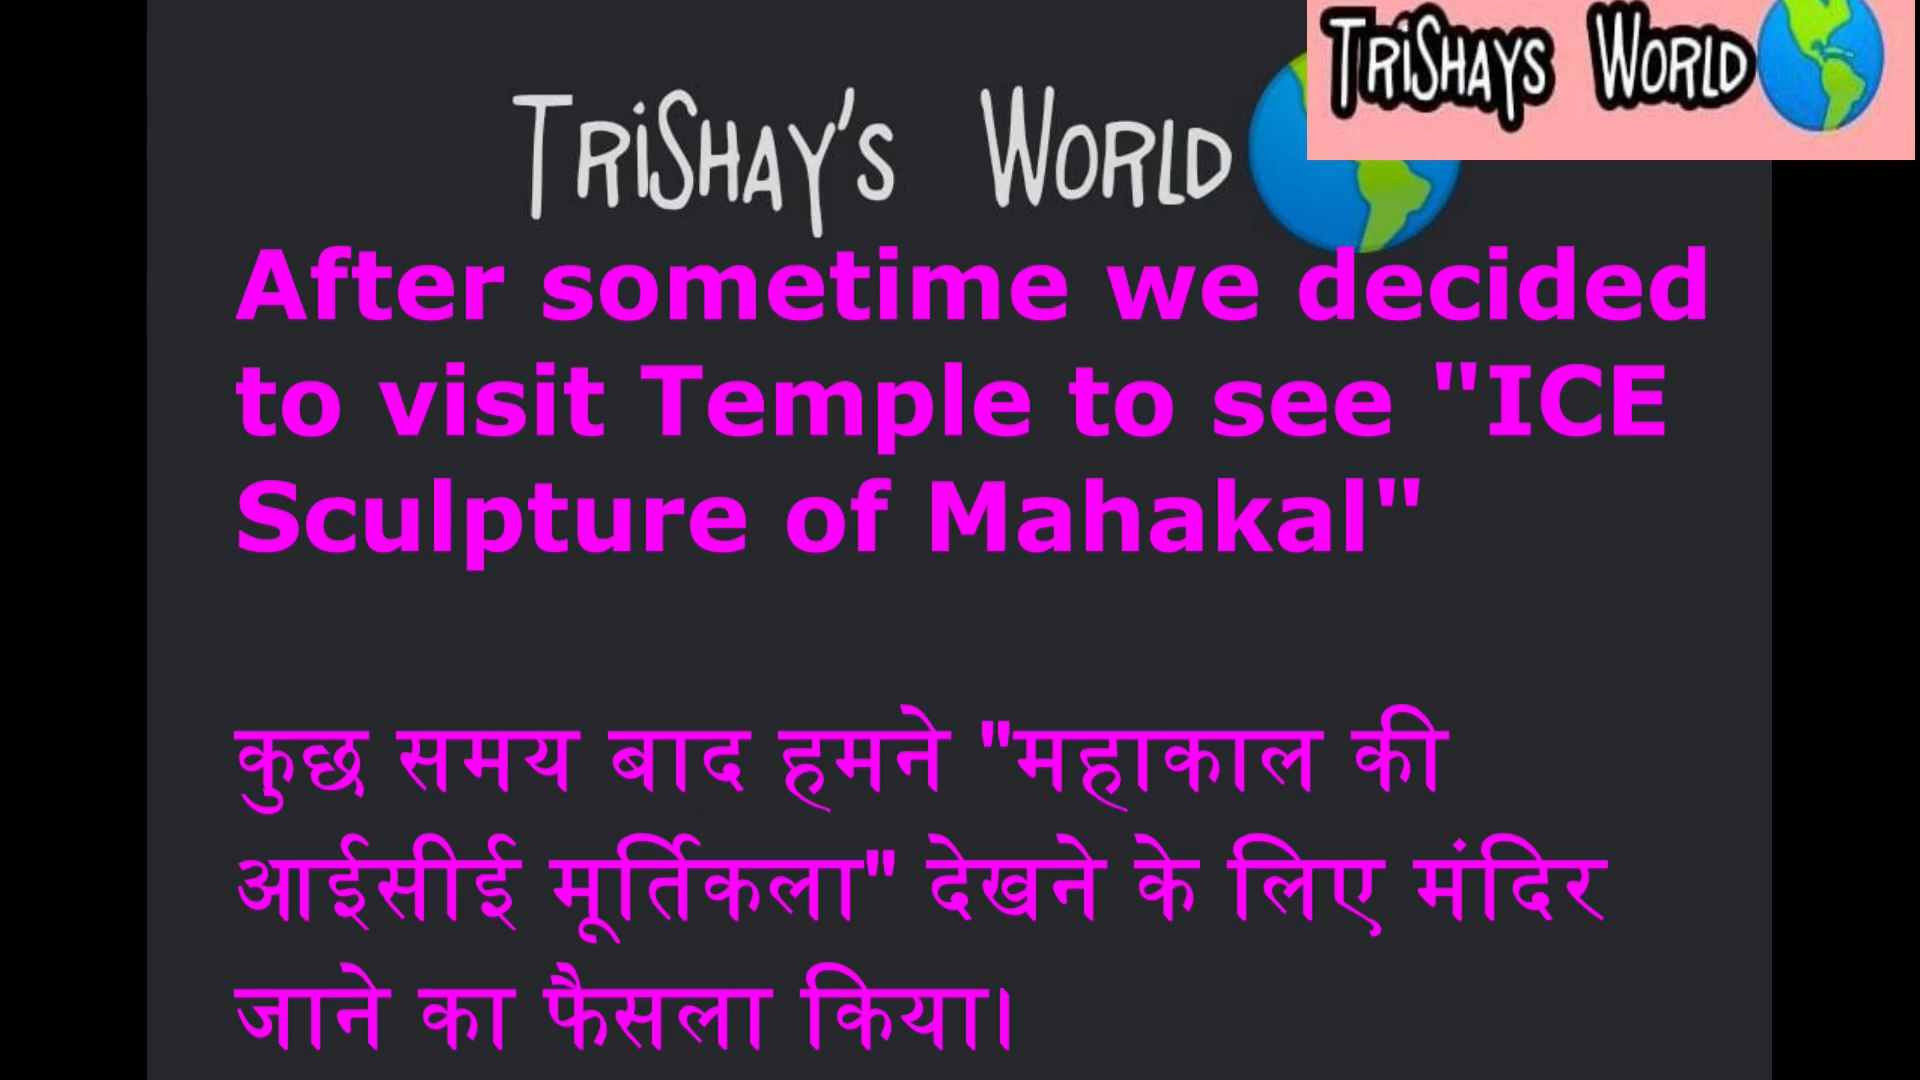 TRiSHAYS WORLD
TRiSHAY'S WORLD
After sometime we decided
to visit Temple to see "ICE
Sculpture of Mahakal"
कुछ समय बाद हमने "महाकाल की
आईसीई मूर्तिकला" देखने के लिए मंदिर
जाने का फैसला किया।